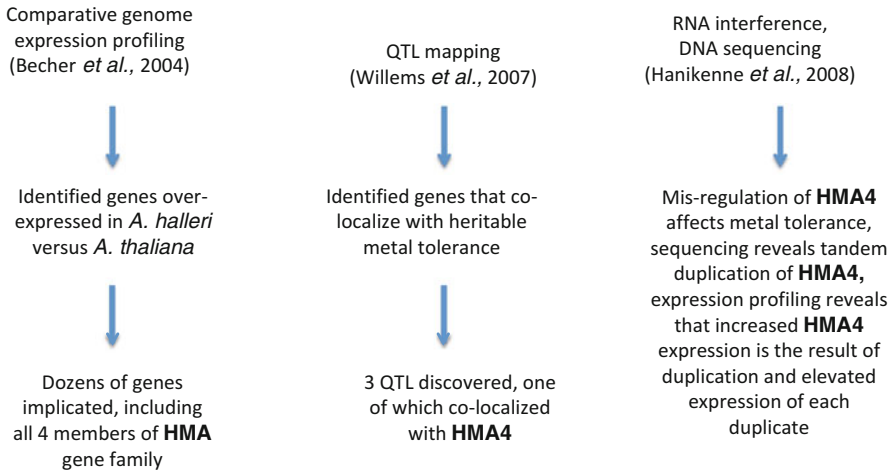 Comparative genome
expression profiling
(Becher et al., 2004)
Identified genes over-
expressed in A. halleri
versus A. thaliana
Dozens of genes
implicated, including
all 4 members of HMA
gene family
QTL mapping
(Willems et al., 2007)
Identified genes that co-
localize with heritable
metal tolerance
3 QTL discovered, one
of which co-localized
with HMA4
RNA interference,
DNA sequencing
(Hanikenne et al., 2008)
Mis-regulation of HMA4
affects metal tolerance,
sequencing reveals tandem
duplication of HMA4,
expression profiling reveals
that increased HMA4
expression is the result of
duplication and elevated
expression of each
duplicate